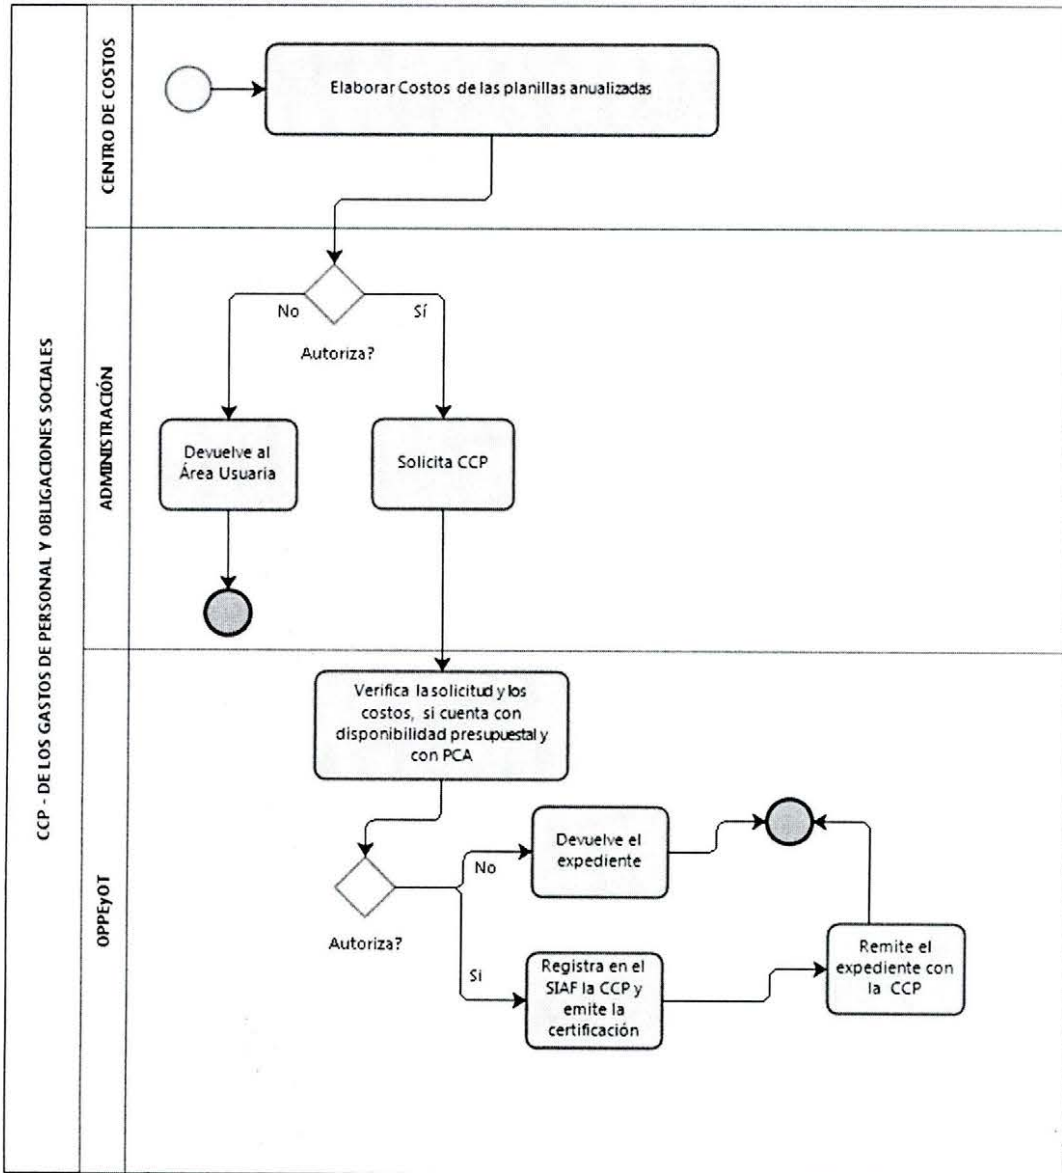 CCP - DE LOS GASTOS DE PERSONAL Y OBLIGACIONES SOCIALES
CENTRO DE COSTOS
Elaborar Costos de las planillas anualizadas
ADMINISTRACIÓN
No
Sí
Autoriza?
Devuelve al
Área Usuaria
Solicita CCP
OPPEyOT
Verifica la solicitud y los
costos, si cuenta con
disponibilidad presupuestal y
con PCA
Autoriza?
No
Devuelve el
expediente
Si
Registra en el
SIAF la CCP y
emite la
certificación
Remite el
expediente con
la CCP